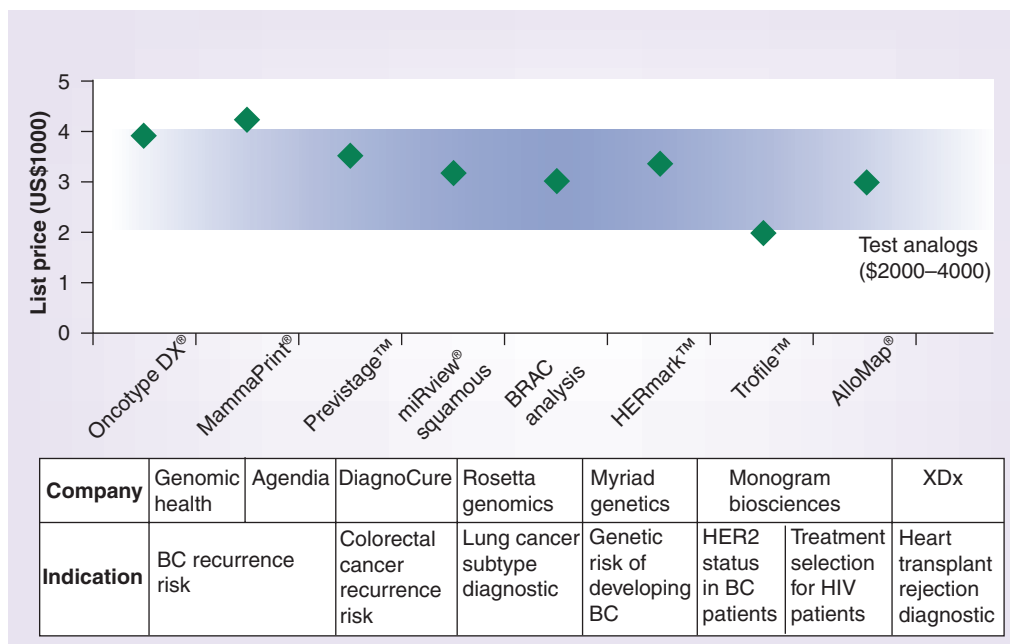 List price (US$1000)
5
4
3
2
1
0
Test analogs
($2000–4000)
Oncotype DX®
MammaPrint®
Previstage™
miRview®
squamous
BRAC
analysis
HERmark™
Trofile™
AlloMap®
Company
Genomic
health
Agendia
DiagnoCure
Rosetta
genomics
Myriad
genetics
Monogram
biosciences
XDx
Indication
BC recurrence
risk
Colorectal
cancer
recurrence
risk
Lung cancer
subtype
diagnostic
Genetic
risk of
developing
BC
HER2
status
in BC
patients
Treatment
selection
for HIV
patients
Heart
transplant
rejection
diagnostic